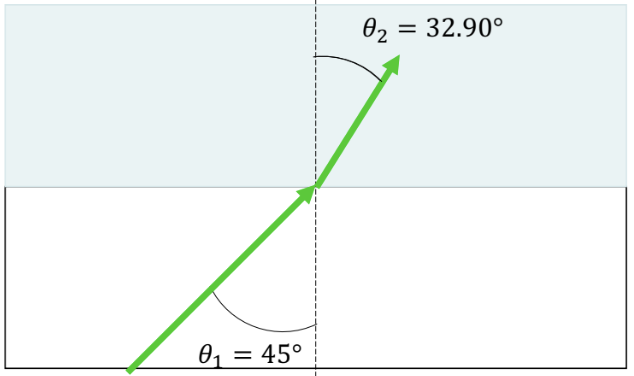 θ₂ = 32.90°
θ₁ = 45°